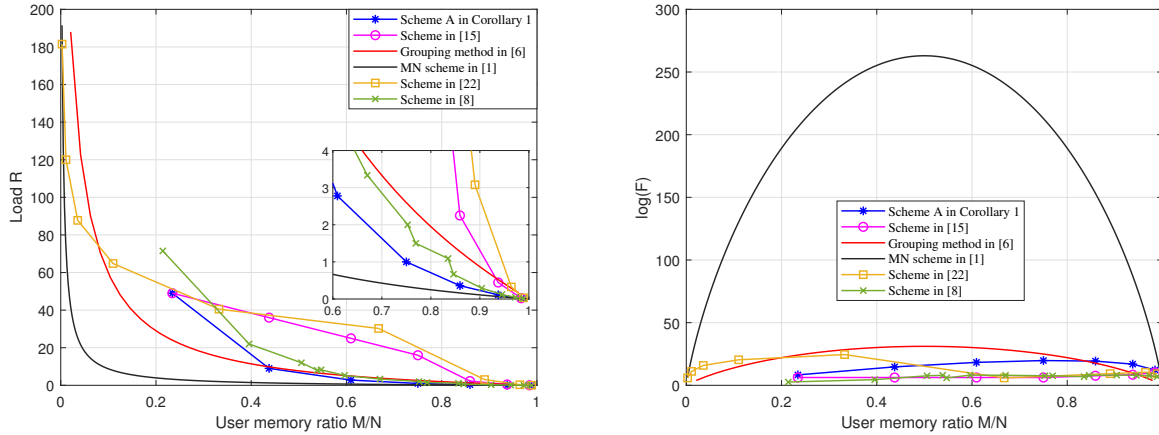 200
180
160
140
120
100
80
60
40
20
0
Load R
0
0.2
0.4
0.6
0.8
1
User memory ratio M/N
Scheme A in Corollary 1
Scheme in [15]
Grouping method in [6]
MN scheme in [1]
Scheme in [22]
Scheme in [8]
4
3
2
1
0
0.6
0.7
0.8
0.9
1
300
250
200
150
100
50
0
log(F)
0
0.2
0.4
0.6
0.8
User memory ratio M/N
Scheme A in Corollary 1
Scheme in [15]
Grouping method in [6]
MN scheme in [1]
Scheme in [22]
Scheme in [8]